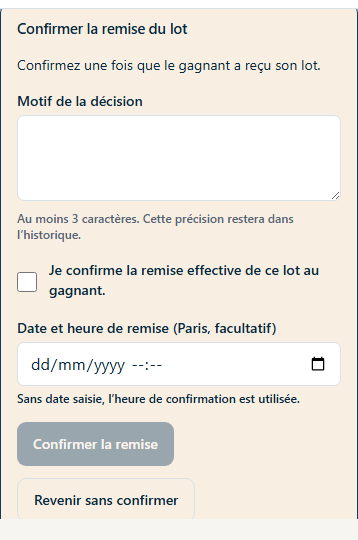 Confirmer la remise du lot
Confirmez une fois que le gagnant a reçu son lot.
Motif de la décision
Au moins 3 caractères. Cette précision restera dans
l’historique.
Je confirme la remise effective de ce lot au
gagnant.
Date et heure de remise (Paris, facultatif)
dd/mm/yyyy --:--
Sans date saisie, l’heure de confirmation est utilisée.
Confirmer la remise
Revenir sans confirmer